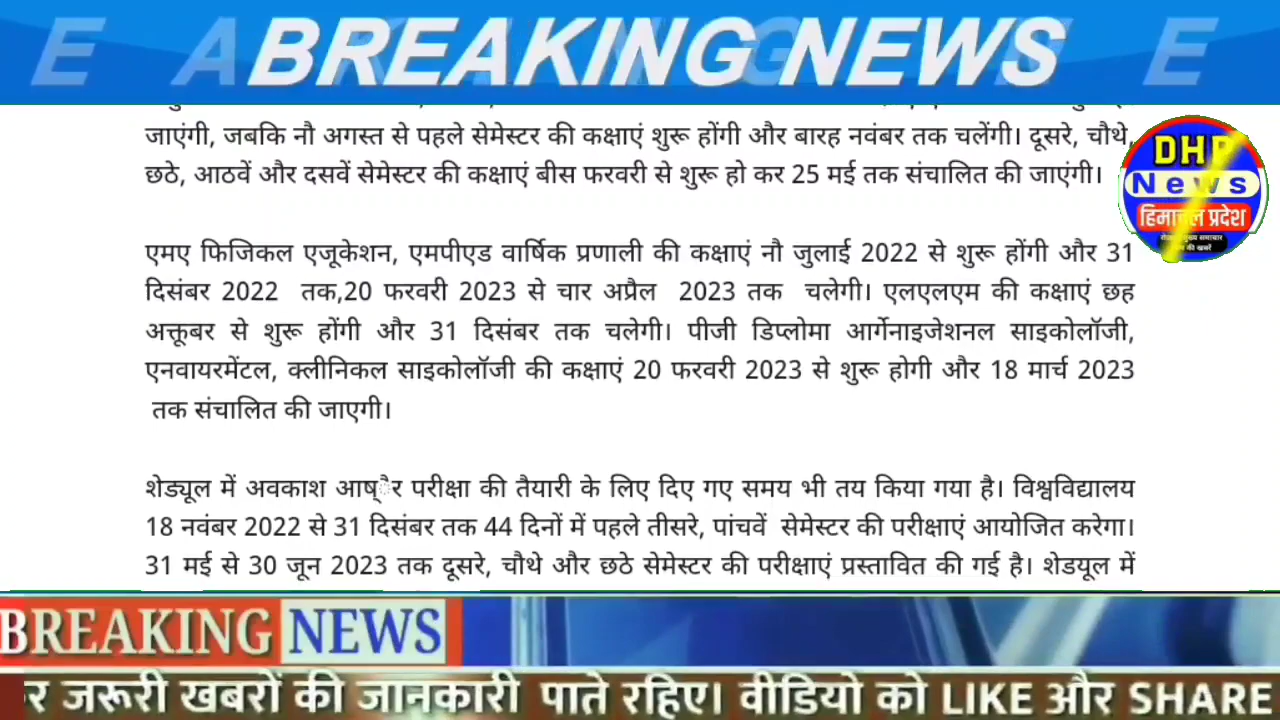 BREAKING NEWS
जाएंगी, जबकि नौ अगस्त से पहले सेमेस्टर की कक्षाएं शुरू होंगी और बारह नवंबर तक चलेंगी। दूसरे, चौथे,
छठे, आठवें और दसवें सेमेस्टर की कक्षाएं बीस फरवरी से शुरू हो कर 25 मई तक संचालित की जाएंगी।
DHP
News
हिमाचल प्रदेश
एमए फिजिकल एजूकेशन, एमपीएड वार्षिक प्रणाली की कक्षाएं नौ जुलाई 2022 से शुरू होंगी और 31
दिसंबर 2022 तक,20 फरवरी 2023 से चार अप्रैल 2023 तक चलेगी। एलएलएम की कक्षाएं छह
अक्तूबर से शुरू होंगी और 31 दिसंबर तक चलेगी। पीजी डिप्लोमा आर्गेनाइजेशनल साइकोलॉजी,
एनवायरमेंटल, क्लीनिकल साइकोलॉजी की कक्षाएं 20 फरवरी 2023 से शुरू होगी और 18 मार्च 2023
तक संचालित की जाएगी।
शेड्यूल में अवकाश आष्ैर परीक्षा की तैयारी के लिए दिए गए समय भी तय किया गया है। विश्वविद्यालय
18 नवंबर 2022 से 31 दिसंबर तक 44 दिनों में पहले तीसरे, पांचवें सेमेस्टर की परीक्षाएं आयोजित करेगा।
31 मई से 30 जून 2023 तक दूसरे, चौथे और छठे सेमेस्टर की परीक्षाएं प्रस्तावित की गई है। शेडयूल में
BREAKING NEWS
र जरूरी खबरों की जानकारी पाते रहिए। वीडियो को LIKE और SHARE